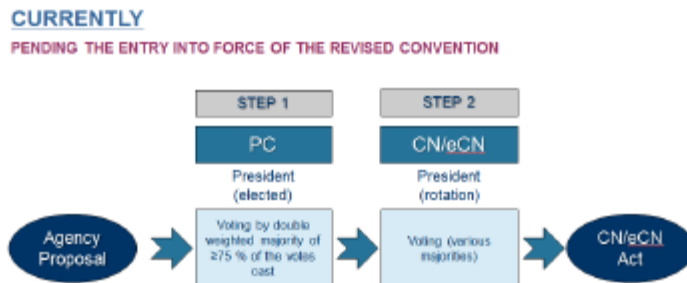 CURRENTLY
PENDING THE ENTRY INTO FORCE OF THE REVISED CONVENTION
STEP 1
STEP 2
PC
CN/eCN
President
(elected)
President
(rotation)
Agency
Proposal
Voting by double
weighted majority of
≥75 % of the votes
cast
Voting (various
majorities)
CN/eCN
Act